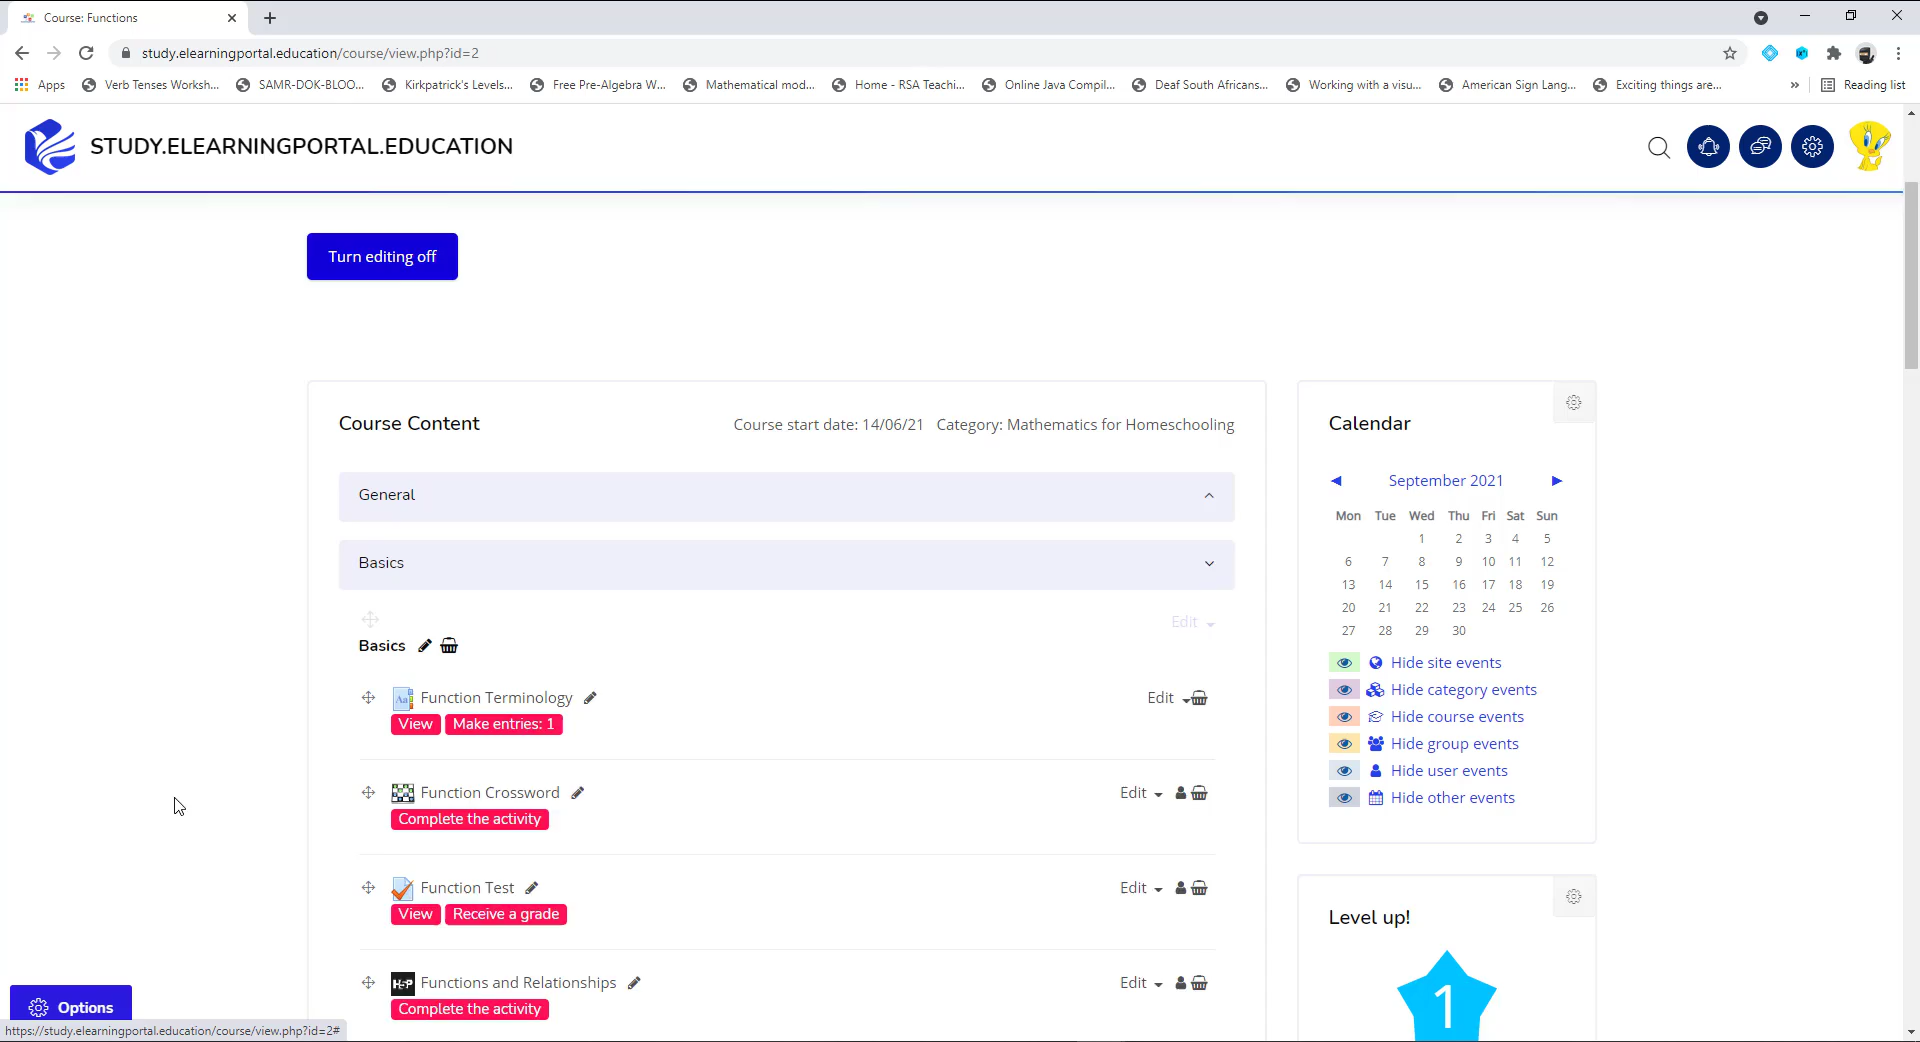 Course: Functions
study.elearningportal.education/course/view.php?id=2
Apps Verb Tenses Worksh... SAMR-DOK-BLOO... Kirkpatrick's Levels... Free Pre-Algebra W... Mathematical mod... Home - RSA Teachi... Online Java Compil... Deaf South Africans... Working with a visu... American Sign Lang... Exciting things are... » Reading list
STUDY.ELEARNINGPORTAL.EDUCATION
Turn editing off
Course Content
Course start date: 14/06/21 Category: Mathematics for Homeschooling
General
Basics
Edit
Basics
Function Terminology
Edit
View Make entries: 1
Function Crossword
Edit
Complete the activity
Function Test
Edit
View Receive a grade
H5P Functions and Relationships
Edit
Complete the activity
Calendar
September 2021
Mon Tue Wed Thu Fri Sat Sun
1 2 3 4 5
6 7 8 9 10 11 12
13 14 15 16 17 18 19
20 21 22 23 24 25 26
27 28 29 30
Hide site events
Hide category events
Hide course events
Hide group events
Hide user events
Hide other events
Level up!
1
Options
https://study.elearningportal.education/course/view.php?id=2#